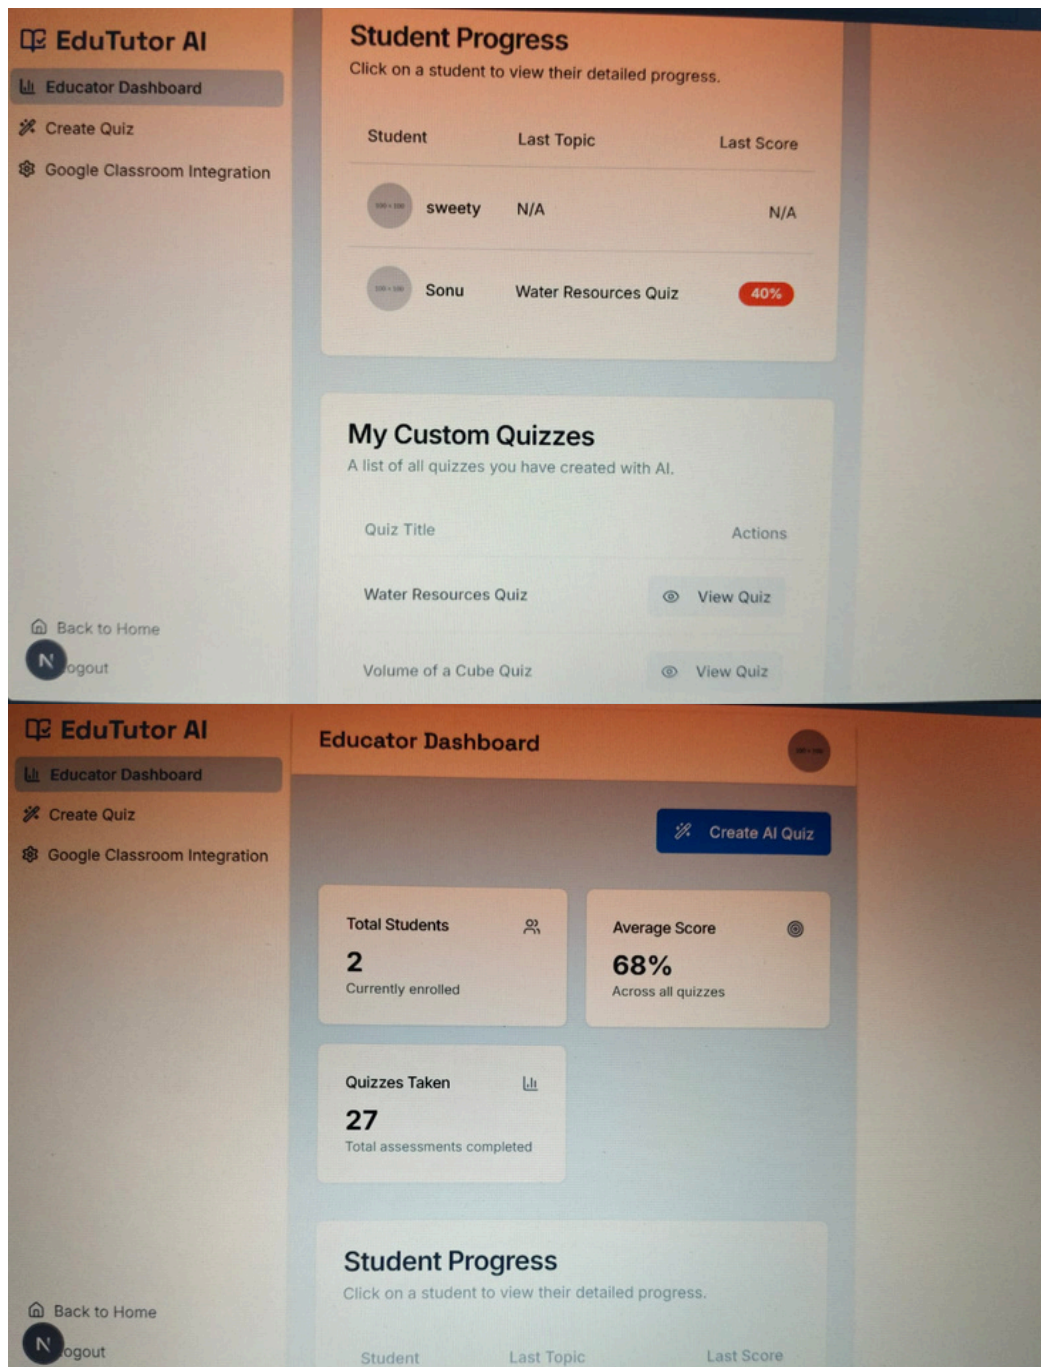 EduTutor AI
Educator Dashboard
Create Quiz
Google Classroom Integration
Back to Home
N
ogout
Student Progress
Click on a student to view their detailed progress.
Student Last Topic Last Score
sweety N/A N/A
Sonu Water Resources Quiz 40%
My Custom Quizzes
A list of all quizzes you have created with AI.
Quiz Title Actions
Water Resources Quiz View Quiz
Volume of a Cube Quiz View Quiz
EduTutor AI
Educator Dashboard
Create Quiz
Google Classroom Integration
Back to Home
N
ogout
Educator Dashboard
Create AI Quiz
Total Students
2
Currently enrolled
Average Score
68%
Across all quizzes
Quizzes Taken
27
Total assessments completed
Student Progress
Click on a student to view their detailed progress.
Student Last Topic Last Score